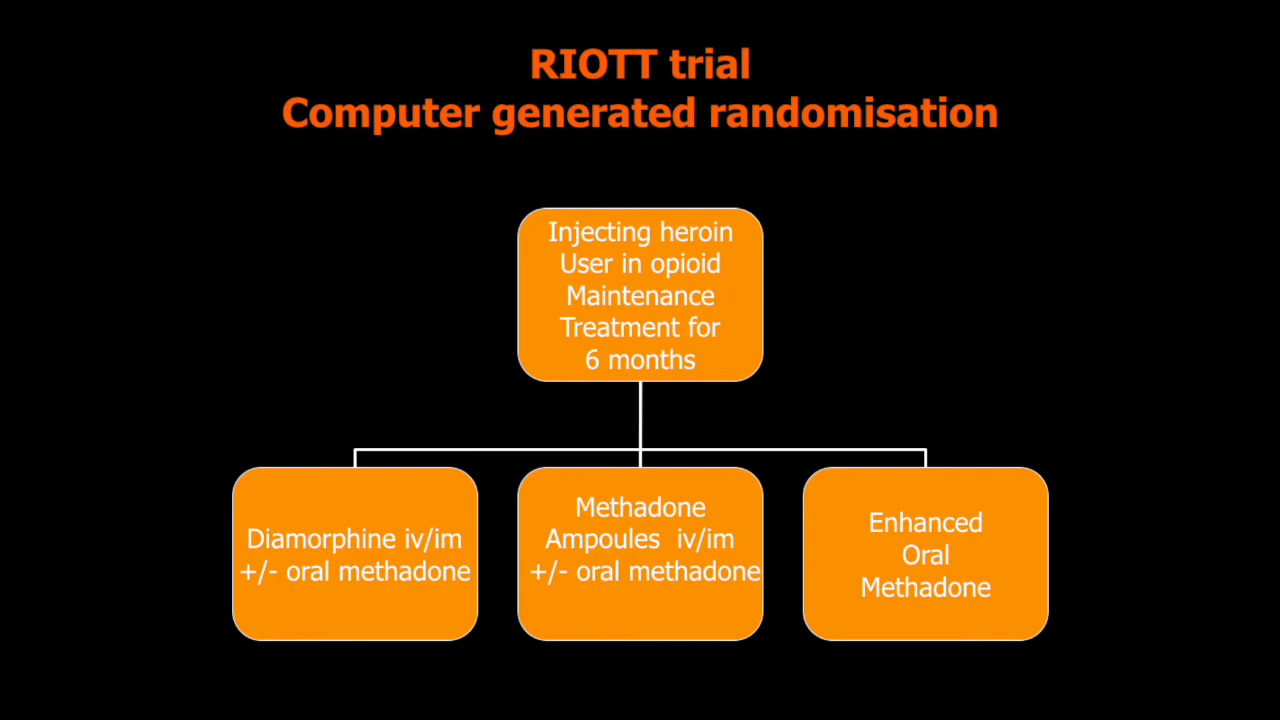 RIOTT trial
Computer generated randomisation
Injecting heroin
User in opioid
Maintenance
Treatment for
6 months
Diamorphine iv/im
+/- oral methadone
Methadone
Ampoules iv/im
+/- oral methadone
Enhanced
Oral
Methadone